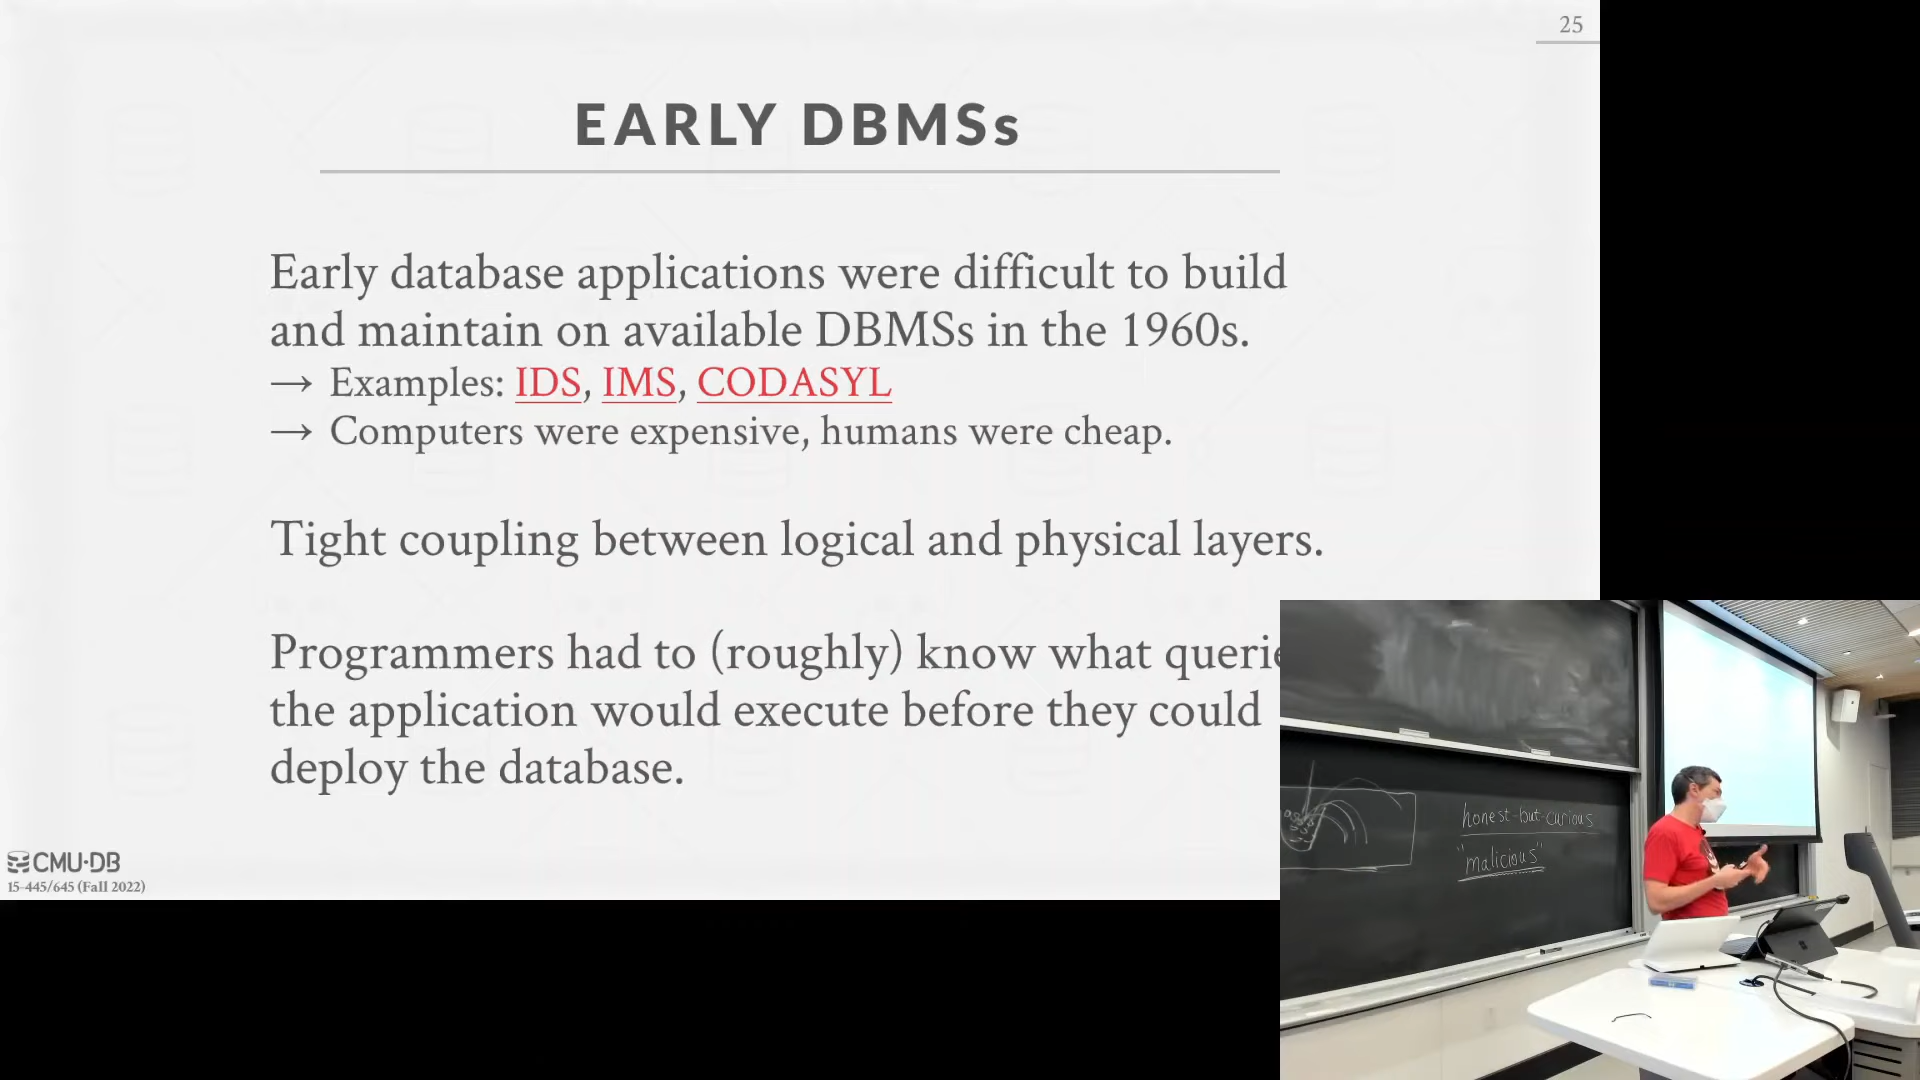 25
EARLY DBMSs
Early database applications were difficult to build
and maintain on available DBMSs in the 1960s.
→ Examples: IDS, IMS, CODASYL
→ Computers were expensive, humans were cheap.
Tight coupling between logical and physical layers.
Programmers had to (roughly) know what
the application would execute before they could
deploy the database.
honest-but-curious
"malicious"
CMU·DB
15-445/645 (Fall 2022)